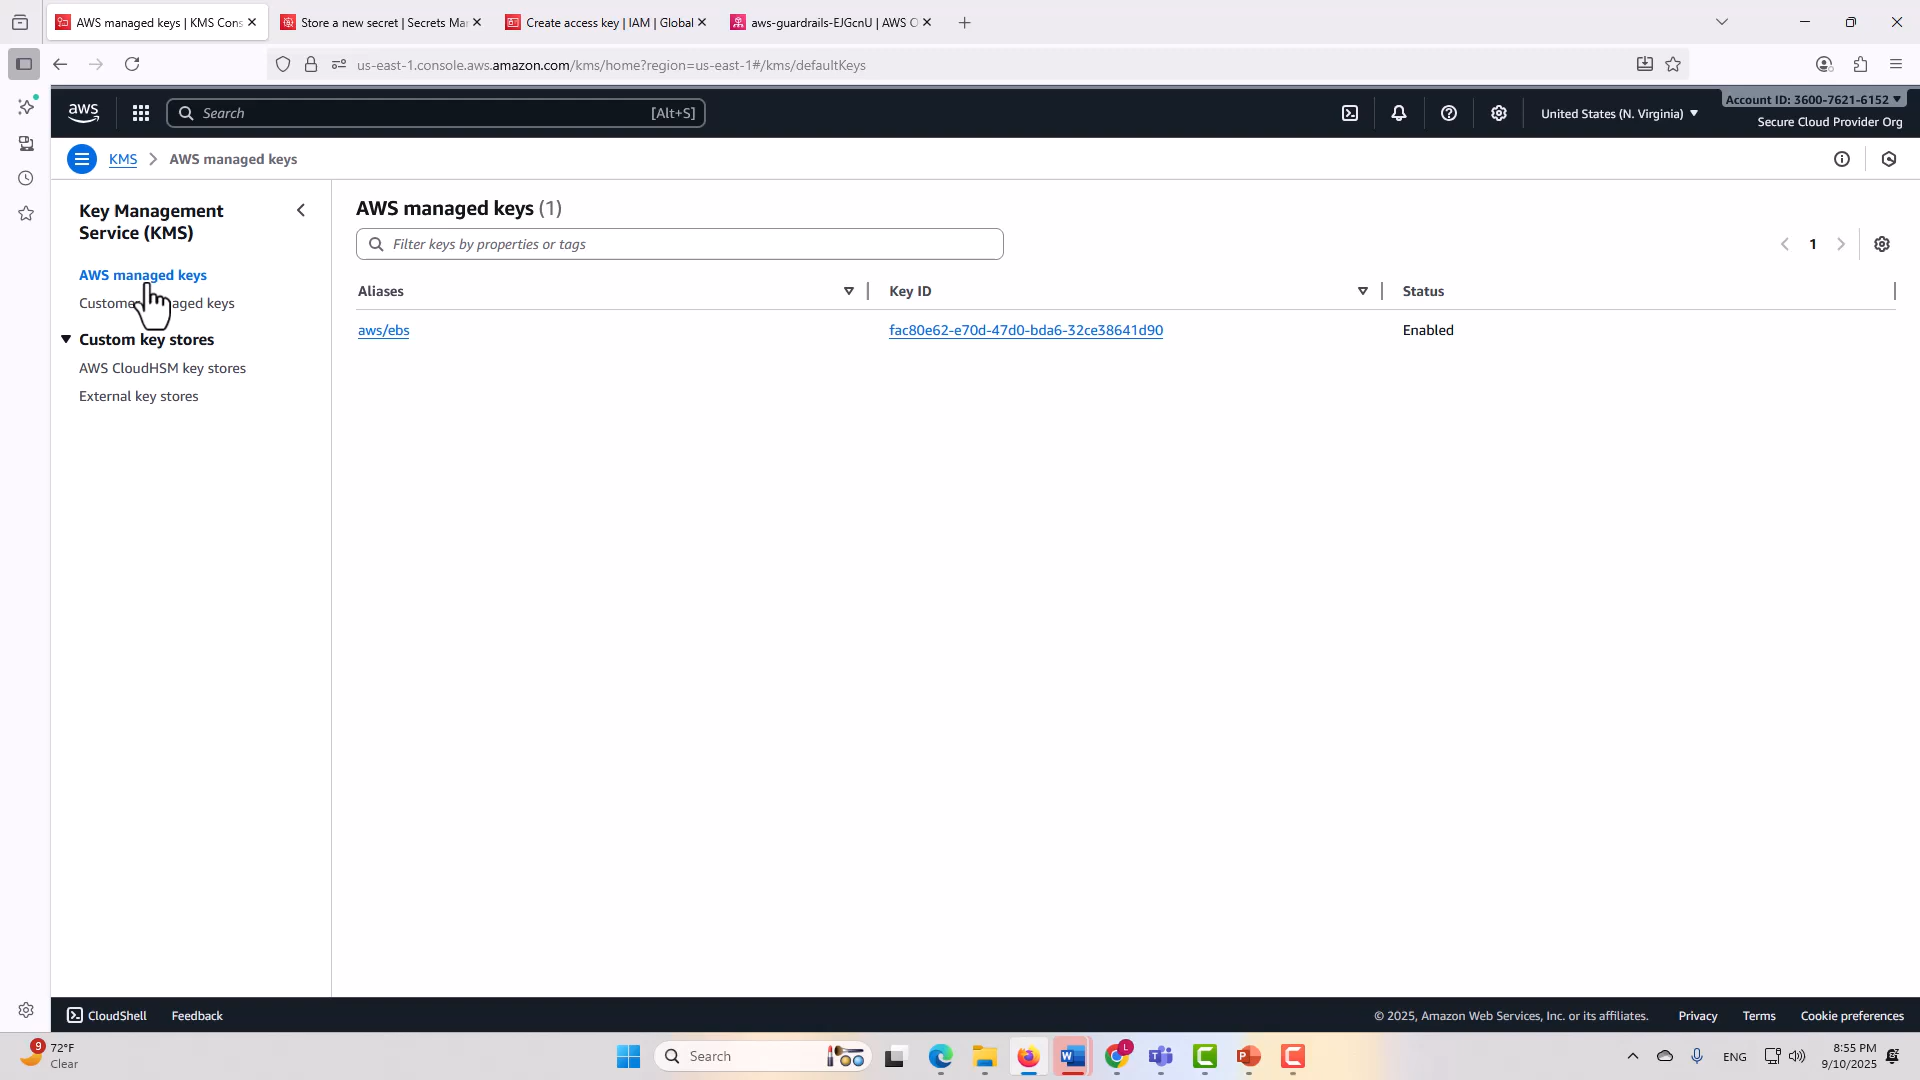 AWS managed keys | KMS Cons
Store a new secret | Secrets Ma
Create access key | IAM | Global
aws-guardrails-EJGcnU | AWS O
us-east-1.console.aws.amazon.com/kms/home?region=us-east-1#/kms/defaultKeys
aws
Search
[Alt+S]
United States (N. Virginia)
Account ID: 3600-7621-6152
Secure Cloud Provider Org
KMS
AWS managed keys
Key Management
Service (KMS)
AWS managed keys
Custome aged keys
Custom key stores
AWS CloudHSM key stores
External key stores
AWS managed keys (1)
Filter keys by properties or tags
1
Aliases
Key ID
Status
aws/ebs
fac80e62-e70d-47d0-bda6-32ce38641d90
Enabled
CloudShell
Feedback
© 2025, Amazon Web Services, Inc. or its affiliates.
Privacy
Terms
Cookie preferences
9
72°F
Clear
Search
L
ENG
8:55 PM
9/10/2025